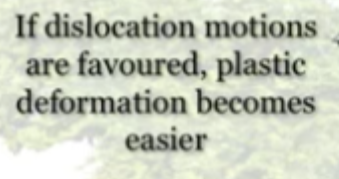 If dislocation motions
are favoured, plastic
deformation becomes
easier